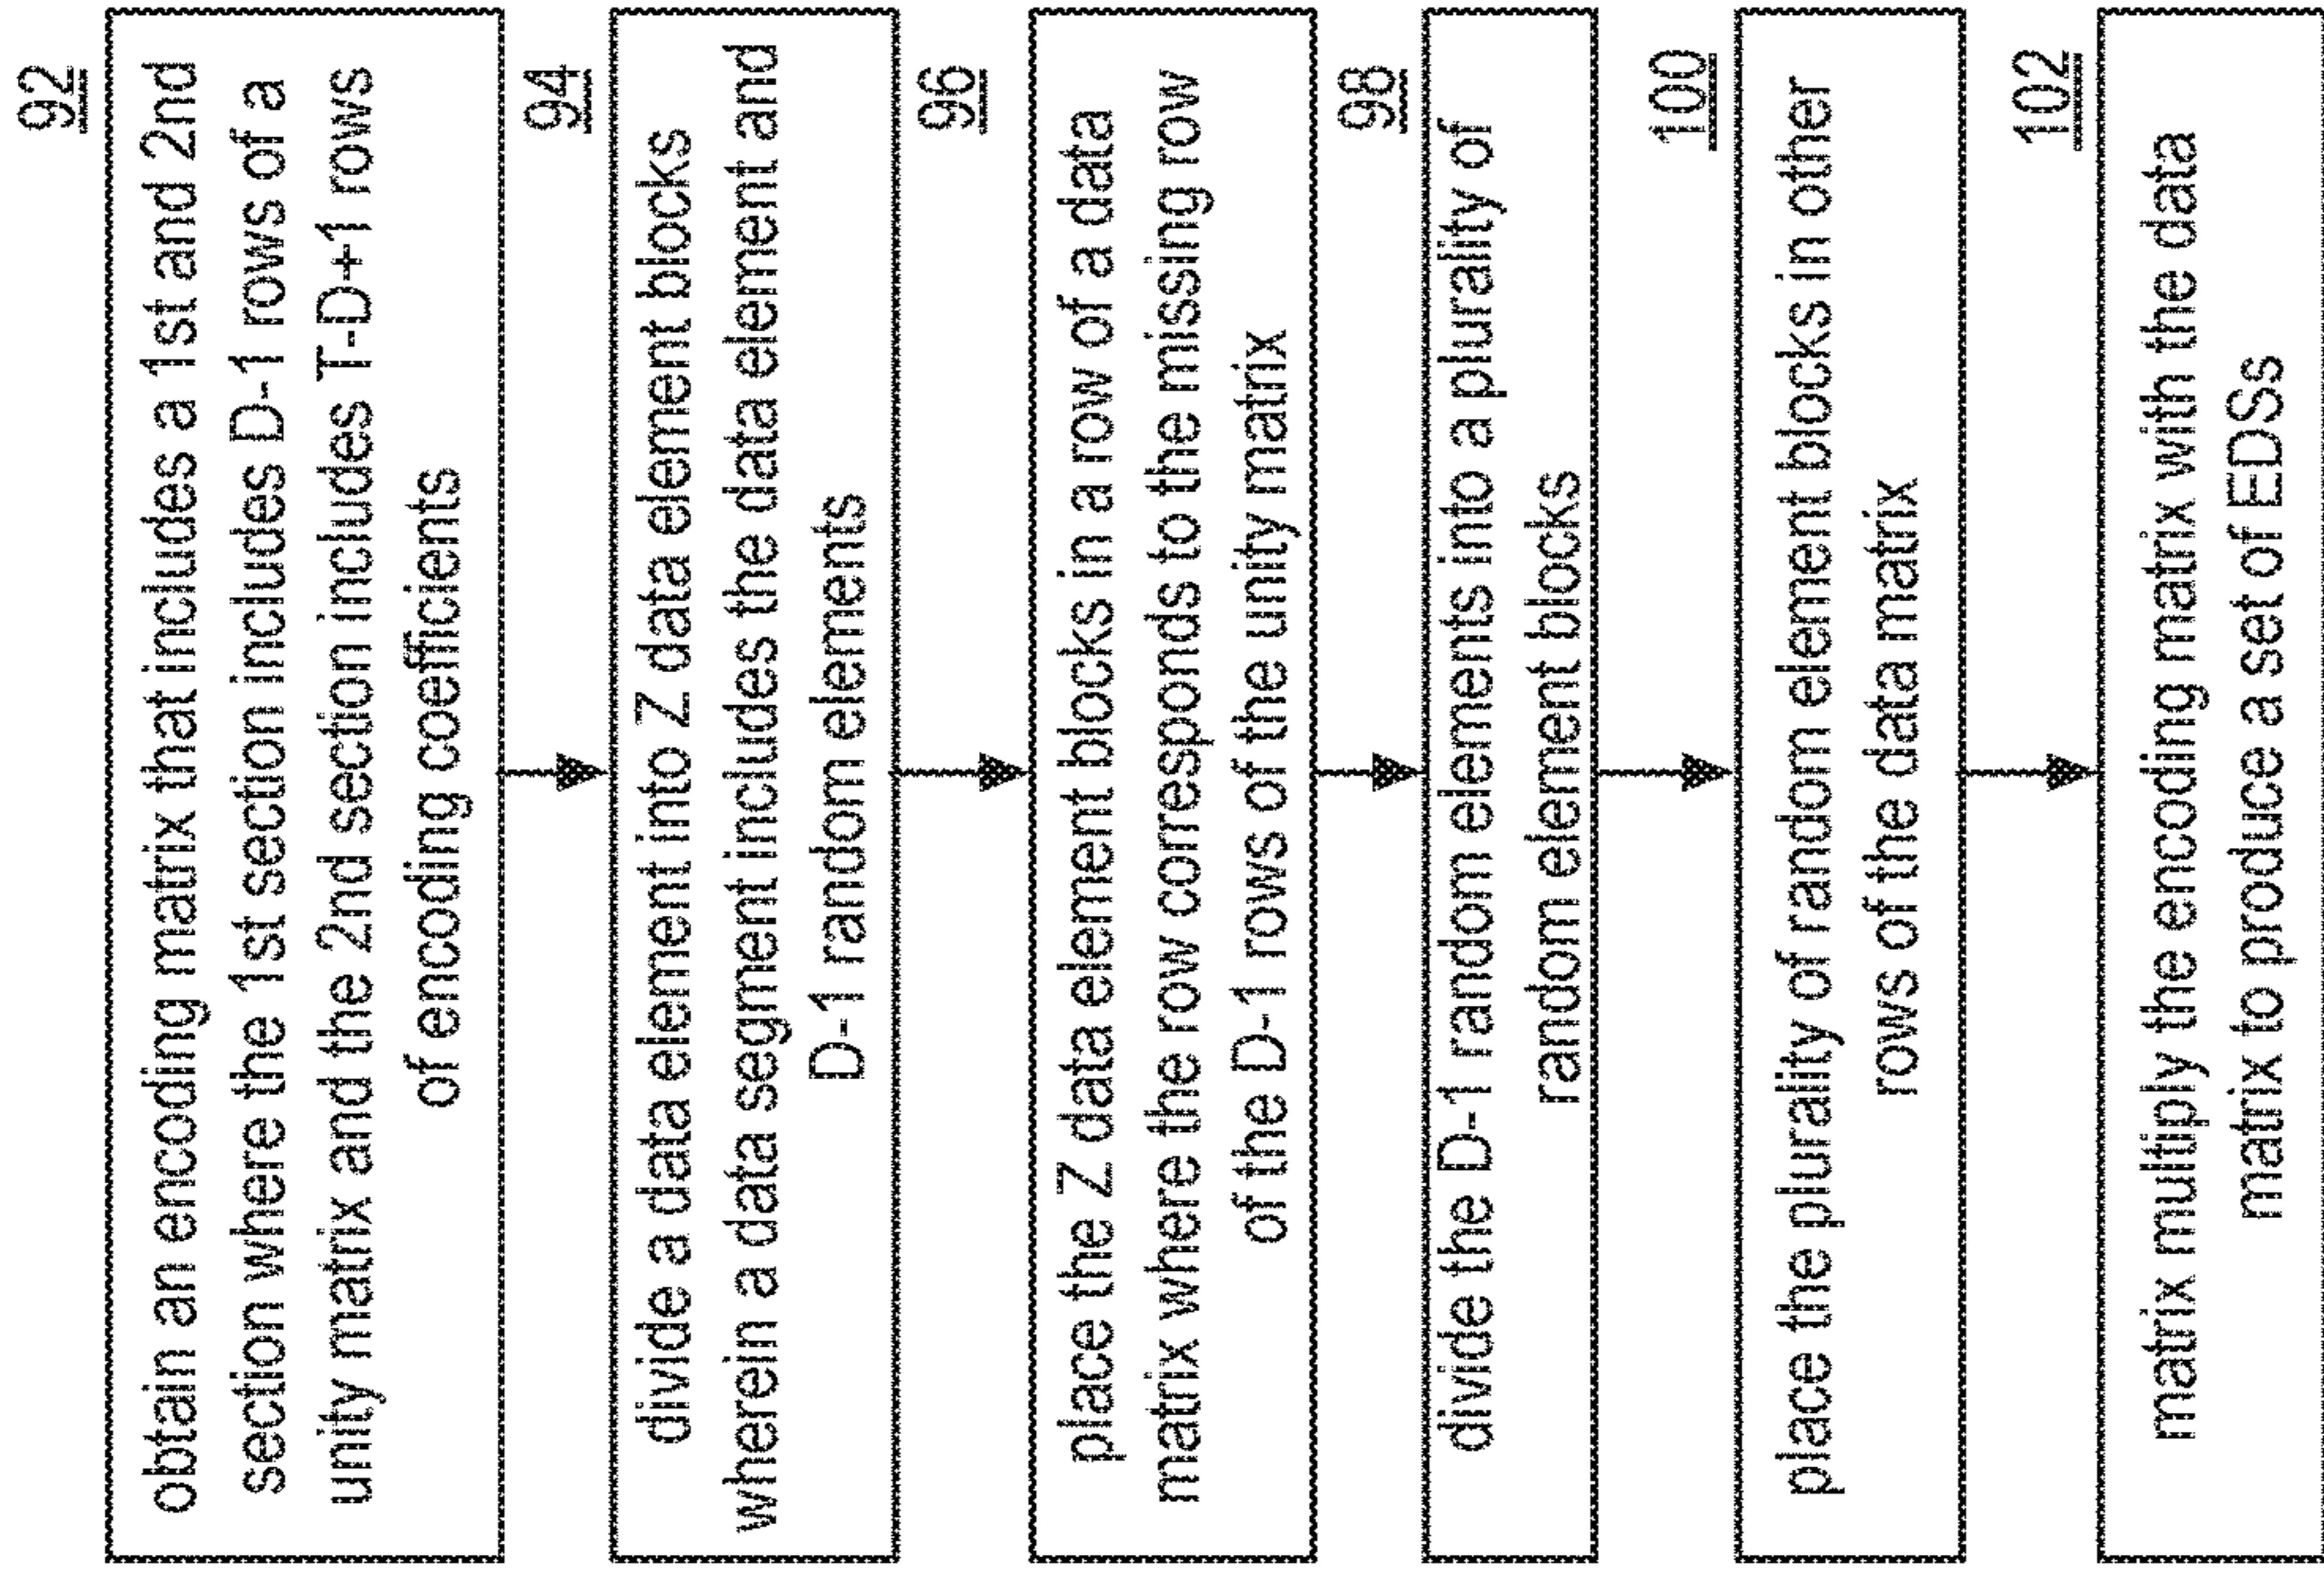 92
obtain an encoding matrix that includes a 1st and 2nd
section where the 1st section includes D-1 rows of a
unity matrix and the 2nd section includes T-D+1 rows
of encoding coefficients
94
divide a data element into Z data element blocks
wherein a data segment includes the data element and
D-1 random elements
96
place the Z data element blocks in a row of a data
matrix where the row corresponds to the missing row
of the D-1 rows of the unity matrix
98
divide the D-1 random elements into a plurality of
random element blocks
100
place the plurality of random element blocks in other
rows of the data matrix
102
matrix multiply the encoding matrix with the data
matrix to produce a set of EDSs